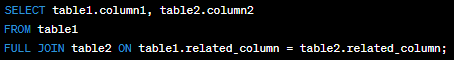 SELECT table1.column1, table2.column2
FROM table1
FULL JOIN table2 ON table1.related_column = table2.related_column;